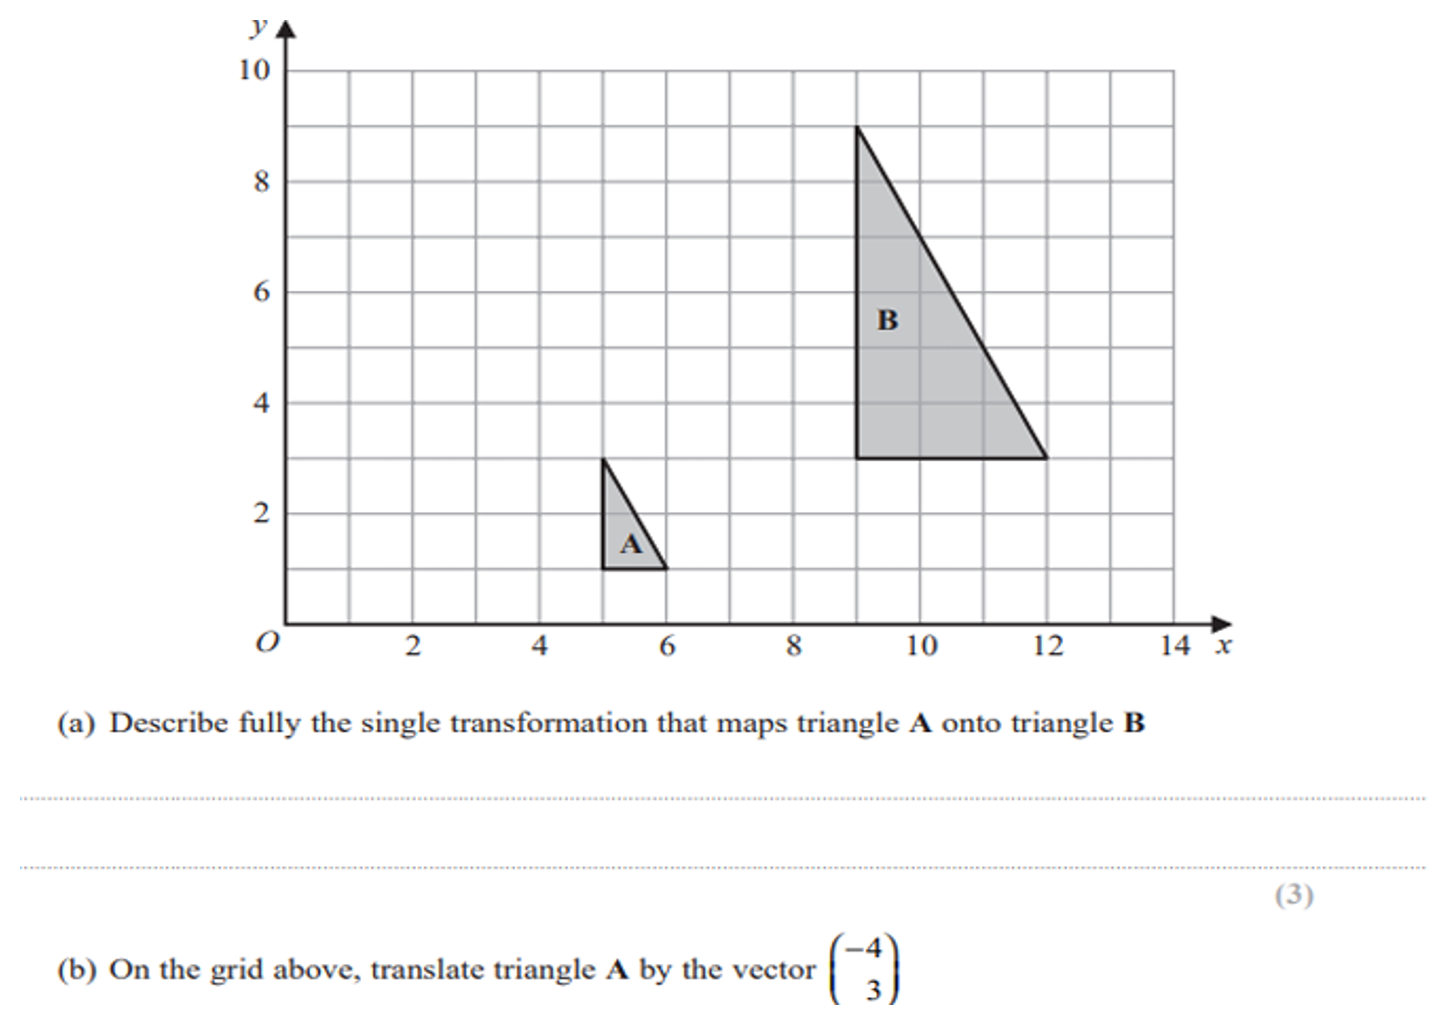 y
10
8
6
B
4
2
A
O 2 4 6 8 10 12 14 x
(a) Describe fully the single transformation that maps triangle A onto triangle B
(3)
(b) On the grid above, translate triangle A by the vector (−4
3)